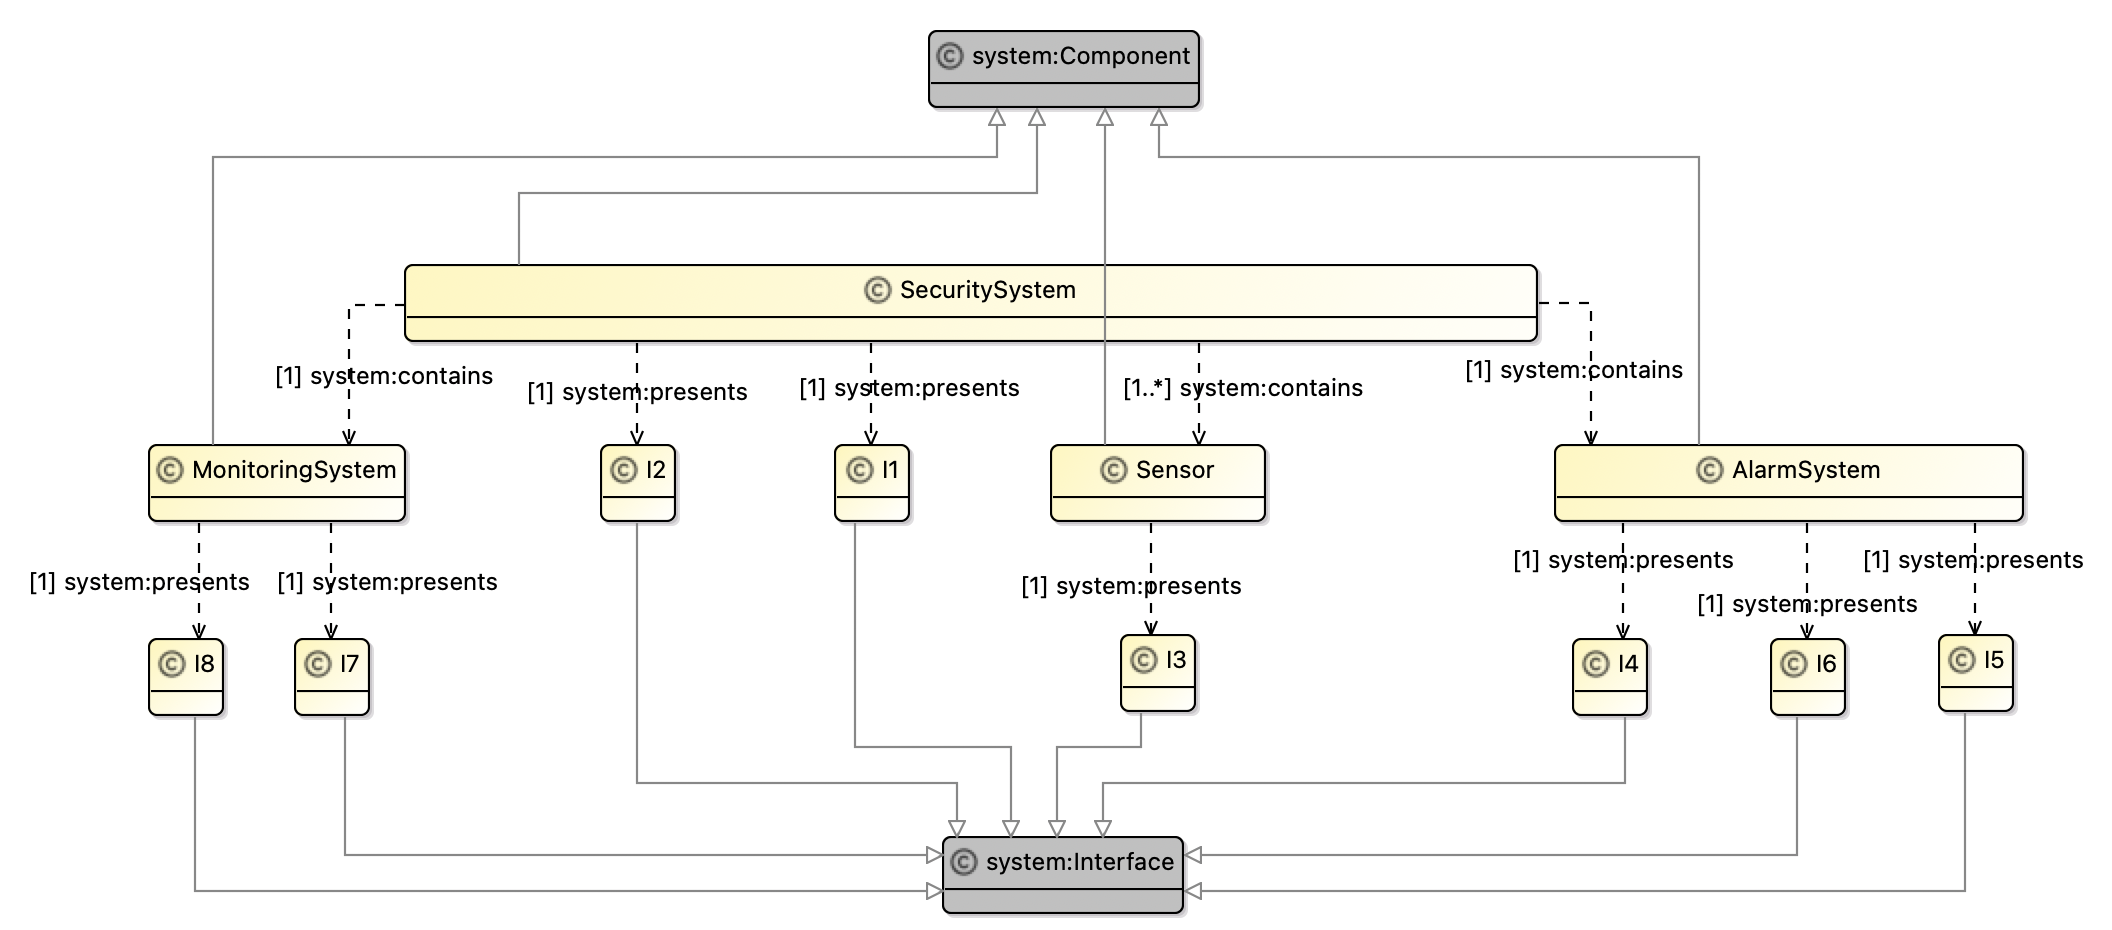 © system:Component
© SecuritySystem
[1] system:contains
[1] system:presents
[1] system:presents
[1..*] system:contains
[1] system:contains
© MonitoringSystem
© I2
© I1
© Sensor
© AlarmSystem
[1] system:presents
[1] system:presents
[1] system:presents
[1] system:presents
[1] system:presents
[1] system:presents
© I8
© I7
© I3
© I4
© I6
© I5
© system:Interface